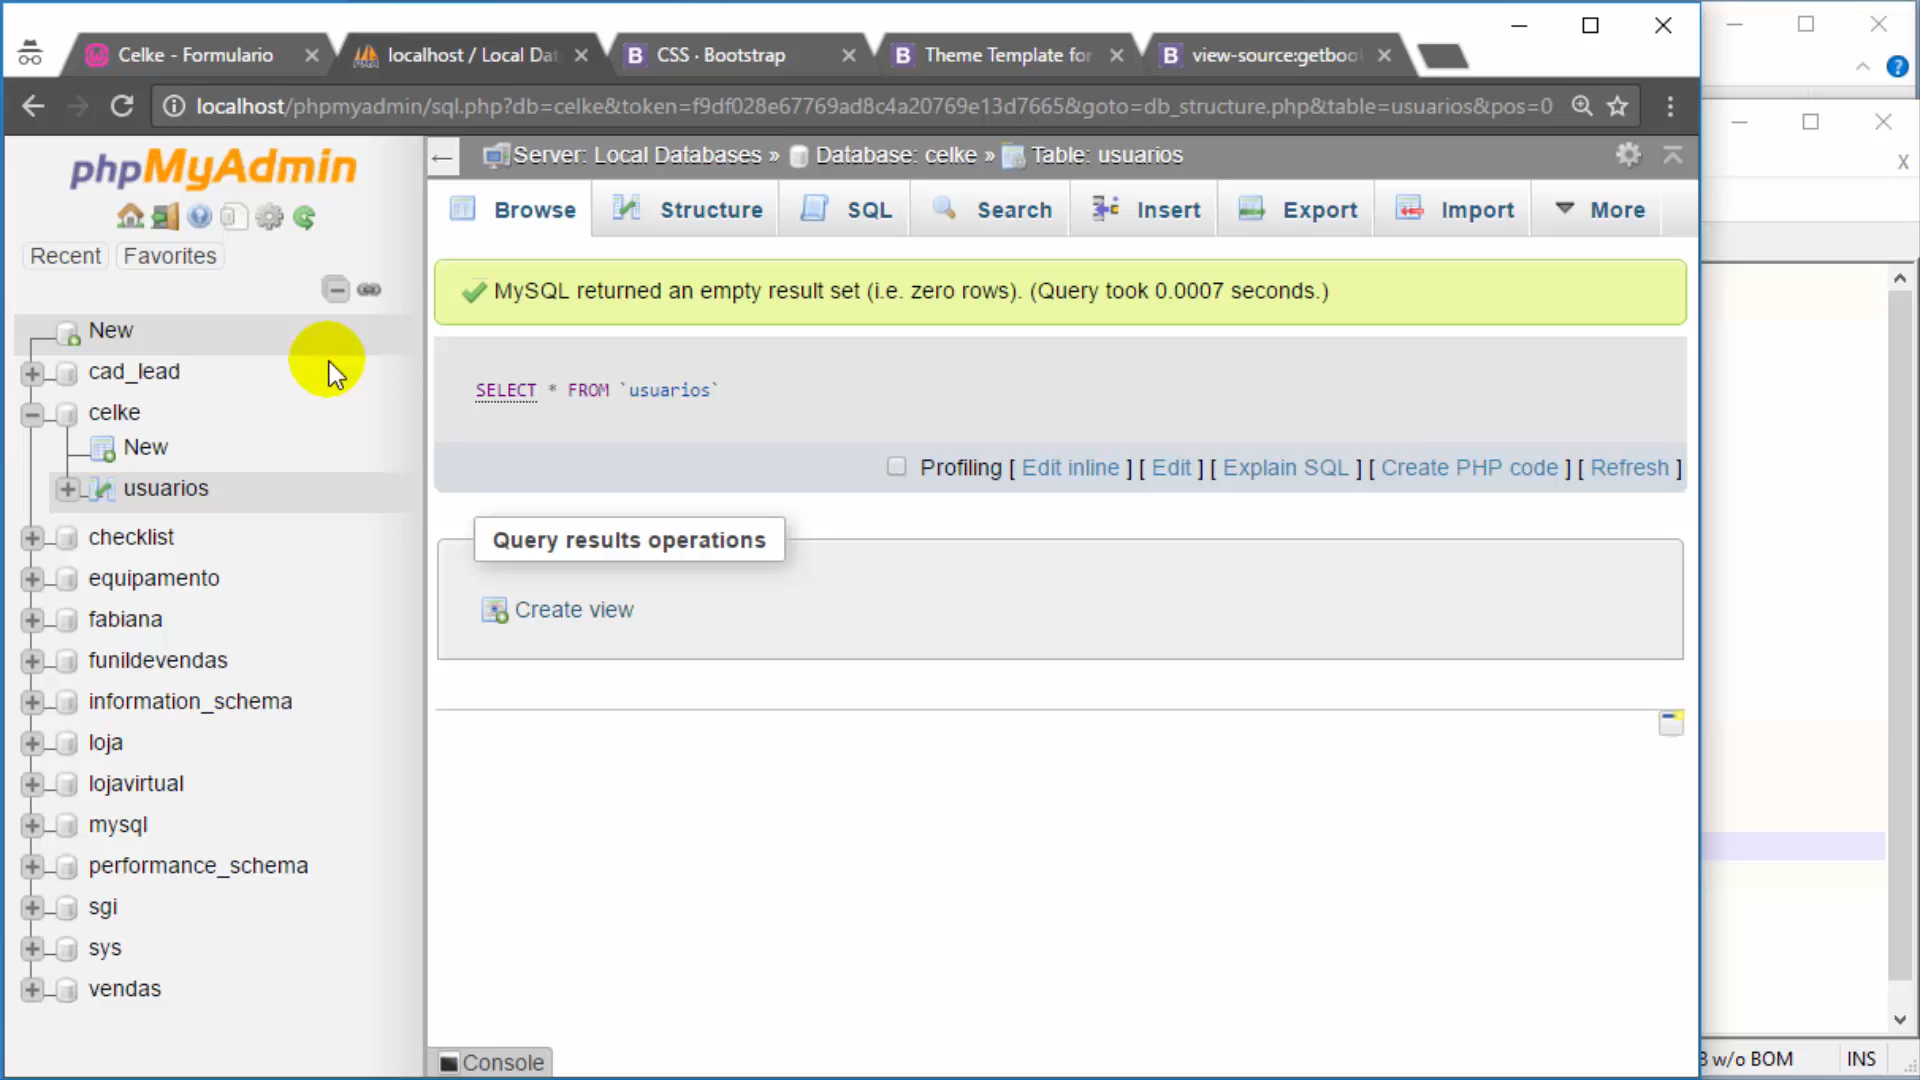 Celke - Formulario
localhost / Local Dat
CSS · Bootstrap
Theme Template for
view-source:getboot
localhost/phpmyadmin/sql.php?db=celke&token=f9df028e67769ad8c4a20769e13d7665&goto=db_structure.php&table=usuarios&pos=0
phpMyAdmin
Recent
Favorites
New
cad_lead
celke
New
usuarios
checklist
equipamento
fabiana
funildevendas
information_schema
loja
lojavirtual
mysql
performance_schema
sgi
sys
vendas
Server: Local Databases » Database: celke » Table: usuarios
Browse
Structure
SQL
Search
Insert
Export
Import
More
MySQL returned an empty result set (i.e. zero rows). (Query took 0.0007 seconds.)
SELECT * FROM `usuarios`
Profiling [ Edit inline ] [ Edit ] [ Explain SQL ] [ Create PHP code ] [ Refresh ]
Query results operations
Create view
Console
X
w/o BOM
INS